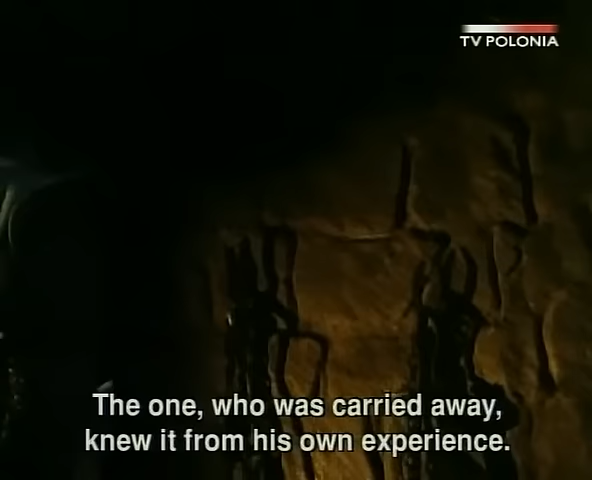 TV POLONIA
The one, who was carried away,
knew it from his own experience.